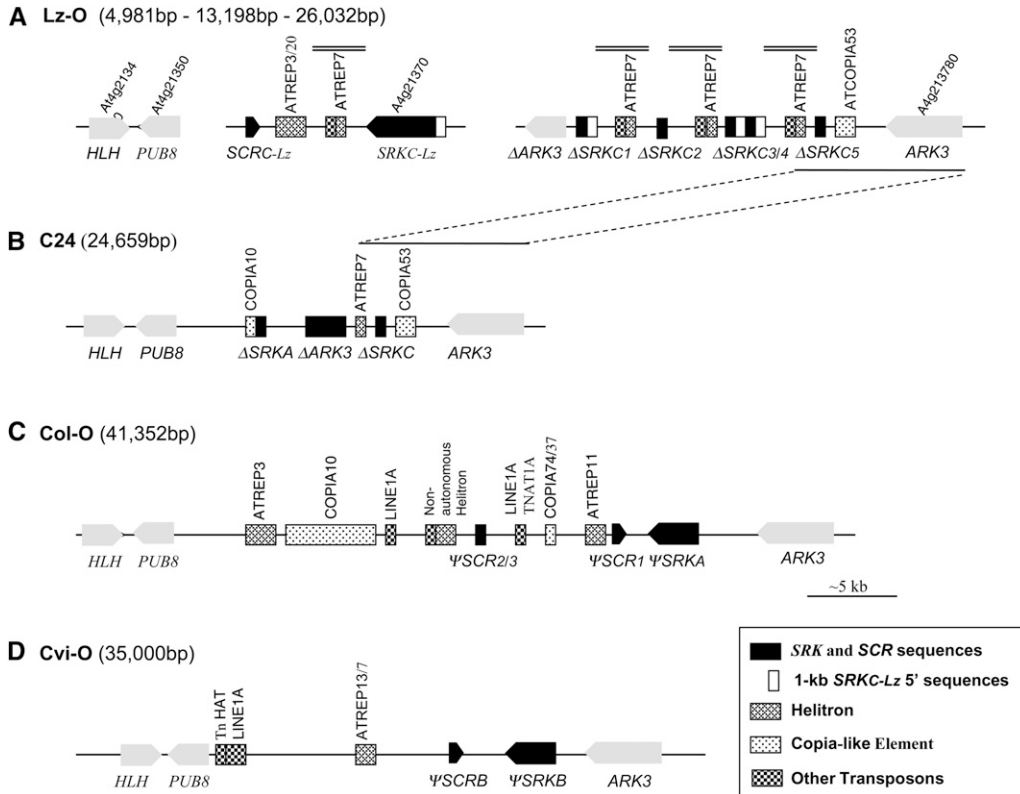 A Lz-O (4,981bp - 13,198bp - 26,032bp)
At4g2134
0
At4g21350
ATREP3/20
ATREP7
A4g21370
ATREP7
ATREP7
ATREP7
ATCOPIA53
A4g213780
HLH PUB8 SCRC-Lz SRKC-Lz ΔARK3 ΔSRKC1 ΔSRKC2 ΔSRKC3/4 ΔSRKC5 ARK3
B C24 (24,659bp)
COPIA10
ATREP7
COPIA53
HLH PUB8 ΔSRKA ΔARK3 ΔSRKC ARK3
C Col-O (41,352bp)
ATREP3
COPIA10
LINE1A
Non-
autonomous
Helitron
LINE1A
TNAT1A
COPIA74/37
ATREP11
HLH PUB8 ΨSCR2/3 ΨSCR1 ΨSRKA ARK3
~5 kb
D Cvi-O (35,000bp)
Tn HAT
LINE1A
ATREP13/7
HLH PUB8 ΨSCRB ΨSRKB ARK3
SRK and SCR sequences
1-kb SRKC-Lz 5' sequences
Helitron
Copia-like Element
Other Transposons